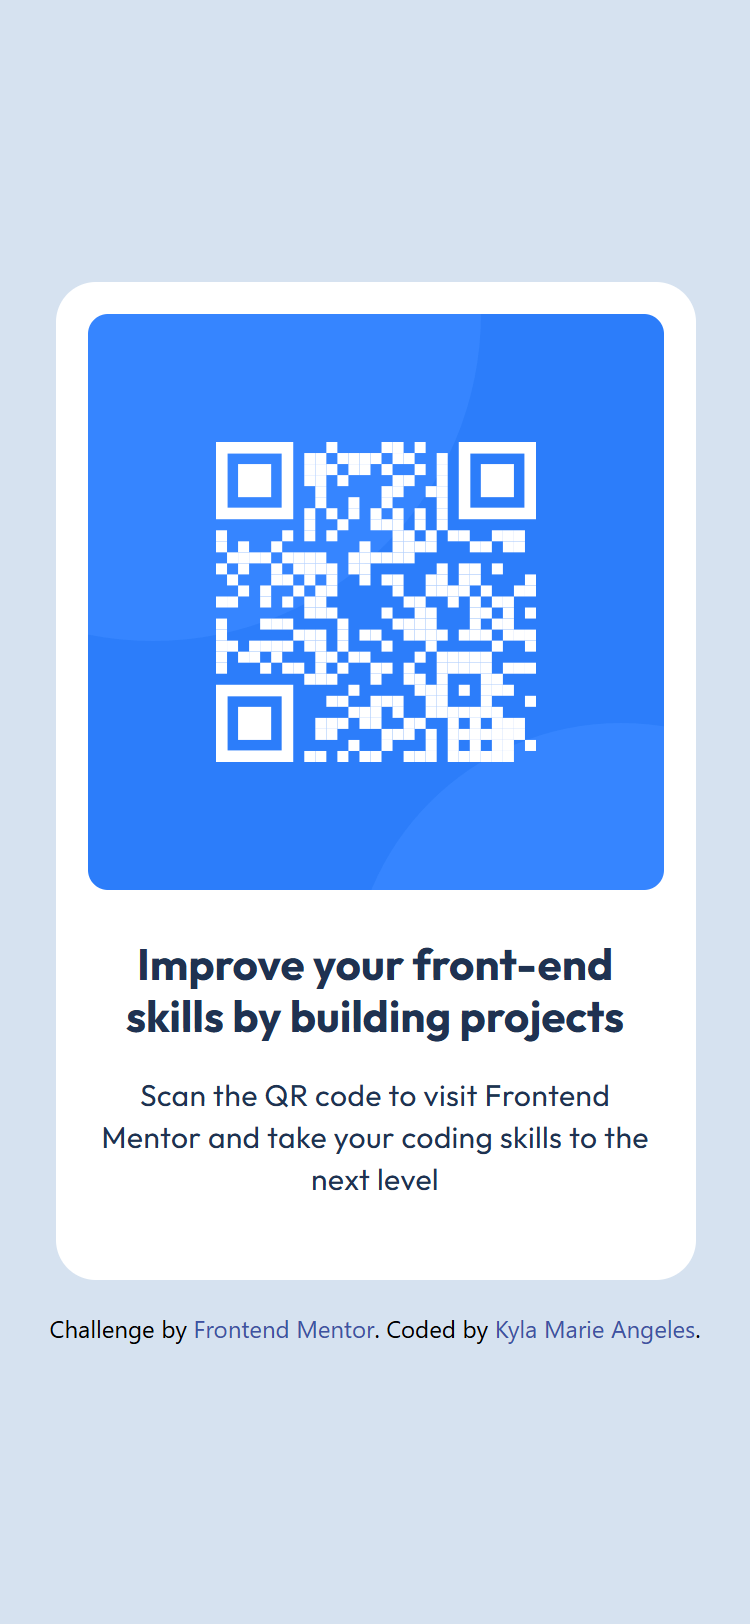 Improve your front-end
skills by building projects
Scan the QR code to visit Frontend
Mentor and take your coding skills to the
next level
Challenge by Frontend Mentor. Coded by Kyla Marie Angeles.